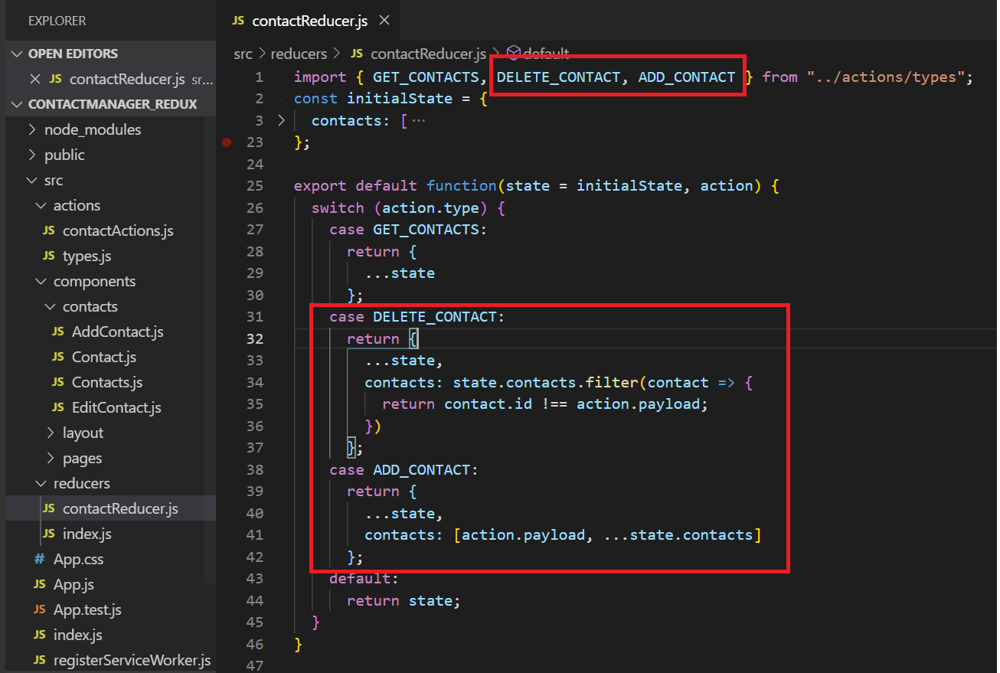 EXPLORER
OPEN EDITORS
JS contactReducer.js sr...
CONTACTMANAGER_REDUX
node_modules
public
src
actions
JS contactActions.js
JS types.js
components
contacts
JS AddContact.js
JS Contact.js
JS Contacts.js
JS EditContact.js
layout
pages
reducers
JS contactReducer.js
JS index.js
# App.css
JS App.js
JS App.test.js
JS index.js
JS registerServiceWorker.js
JS contactReducer.js
src > reducers > JS contactReducer.js > default
1 import { GET_CONTACTS, DELETE_CONTACT, ADD_CONTACT } from "../actions/types";
2 const initialState = {
3 contacts: [ ...
23 };
24
25 export default function(state = initialState, action) {
26 switch (action.type) {
27 case GET_CONTACTS:
28 return {
29 ...state
30 };
31 case DELETE_CONTACT:
32 return {
33 ...state,
34 contacts: state.contacts.filter(contact => {
35 return contact.id !== action.payload;
36 })
37 };
38 case ADD_CONTACT:
39 return {
40 ...state,
41 contacts: [action.payload, ...state.contacts]
42 };
43 default:
44 return state;
45 }
46 }
47